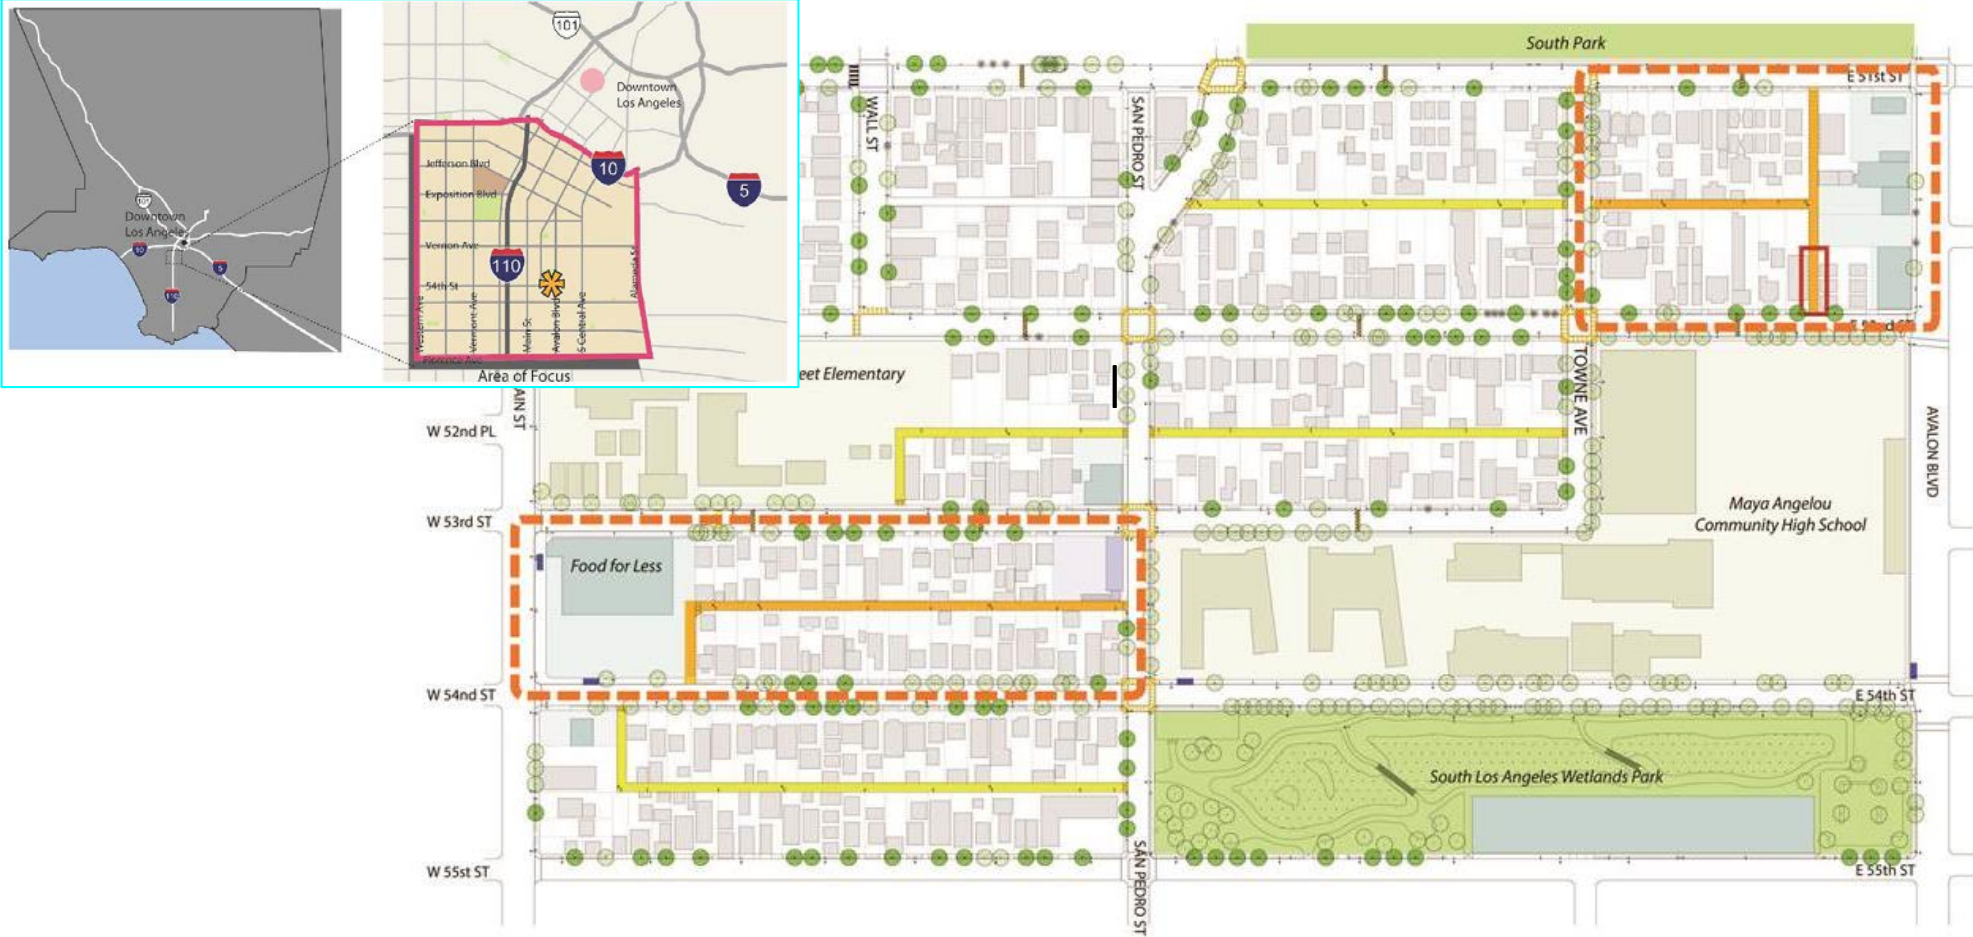 101
Downtown
Los Angeles
10
5
110
101
Downtown
Los Angeles
10
5
Jefferson Blvd
Exposition Blvd
Vernon Ave
110
54th St
Western Ave
Vermont Ave
Main St
Avalon Blvd
S Central Ave
Alameda St
Florence Ave
Area of Focus
South Park
E 51st ST
WALL ST
SAN PEDRO ST
eet Elementary
AIN ST
W 52nd PL
TOWNE AVE
AVALON BLVD
W 53rd ST
Maya Angelou
Community High School
Food for Less
W 54nd ST
E 54th ST
South Los Angeles Wetlands Park
W 55st ST
SAN PEDRO ST
E 55th ST